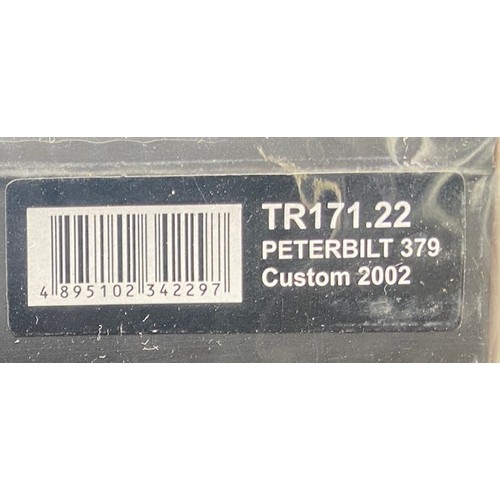 TR171.22
PETERBILT 379
Custom 2002
4 895102 342297